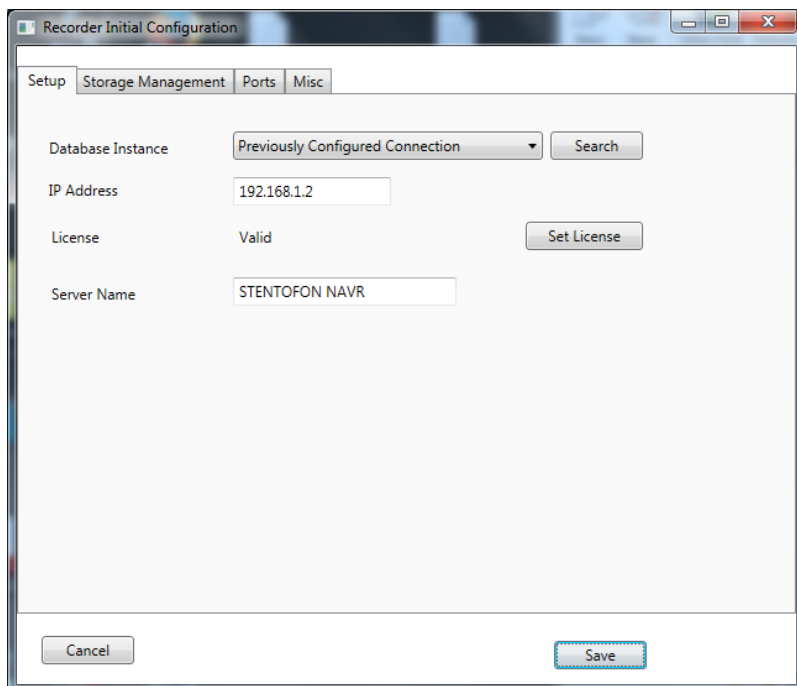 Recorder Initial Configuration
Setup Storage Management Ports Misc
Database Instance Previously Configured Connection Search
IP Address 192.168.1.2
License Valid Set License
Server Name STENTOFON NAVR
Cancel Save